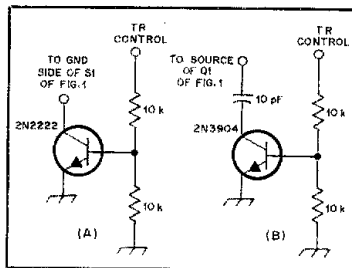 TR
CONTROL
TO GND
SIDE OF S1
OF FIG.1
2N2222
10 k
10 k
(A)
TR
CONTROL
TO SOURCE
OF Q1
OF FIG.1
10 pF
2N3904
10 k
10 k
(B)